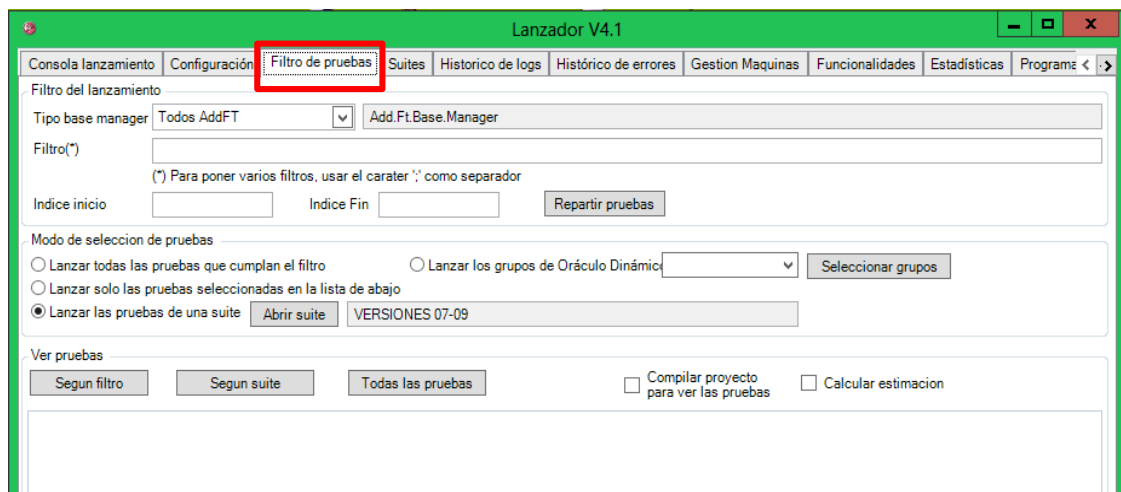 Lanzador V4.1
Consola lanzamiento Configuración Filtro de pruebas Suites Historico de logs Histórico de errores Gestion Maquinas Funcionalidades Estadísticas Programa
Filtro del lanzamiento
Tipo base manager Todos AddFT Add.Ft.Base.Manager
Filtro(*)
(*) Para poner varios filtros, usar el carater ';' como separador
Indice inicio Indice Fin Repartir pruebas
Modo de seleccion de pruebas
Lanzar todas las pruebas que cumplan el filtro Lanzar los grupos de Oráculo Dinámico Seleccionar grupos
Lanzar solo las pruebas seleccionadas en la lista de abajo
Lanzar las pruebas de una suite Abrir suite VERSIONES 07-09
Ver pruebas
Segun filtro Segun suite Todas las pruebas Compilar proyecto para ver las pruebas Calcular estimacion